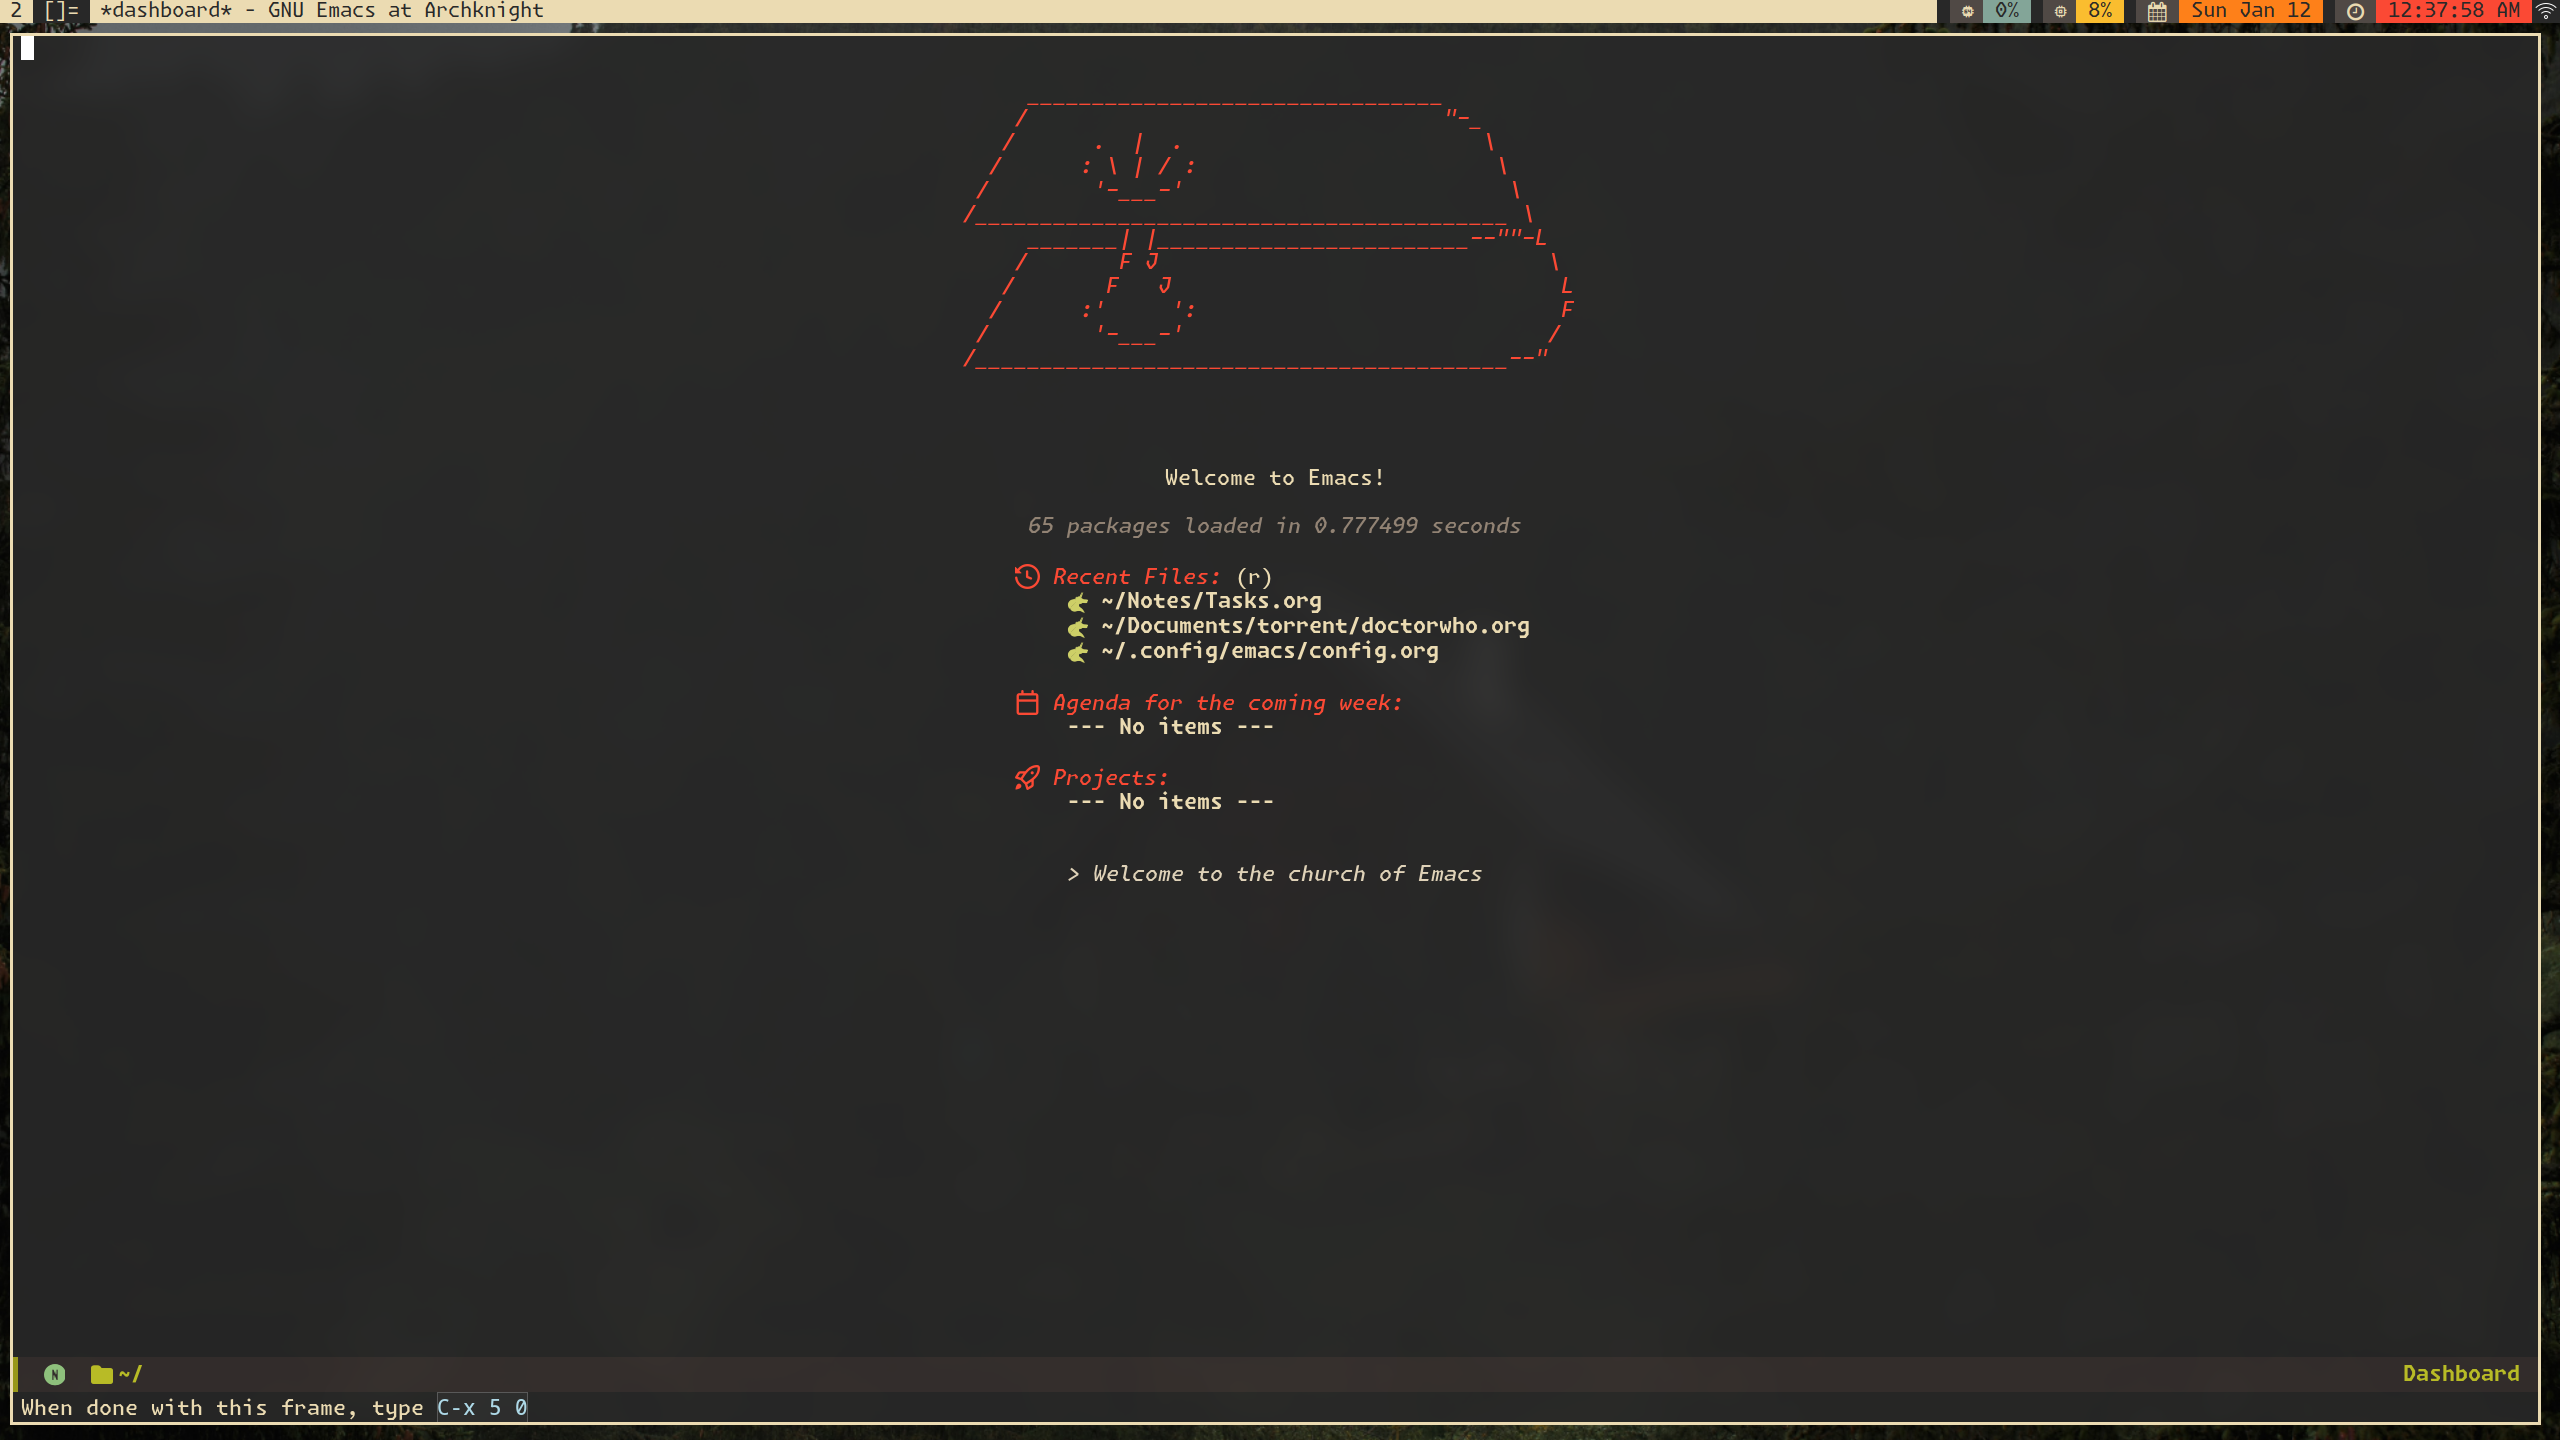 2 []= *dashboard* - GNU Emacs at Archknight 0% 8% Sun Jan 12 12:37:58 AM
Welcome to Emacs!
65 packages loaded in 0.777499 seconds
Recent Files: (r)
~/Notes/Tasks.org
~/Documents/torrent/doctorwho.org
~/.config/emacs/config.org
Agenda for the coming week:
--- No items ---
Projects:
--- No items ---
> Welcome to the church of Emacs
N ~/ Dashboard
When done with this frame, type C-x 5 0